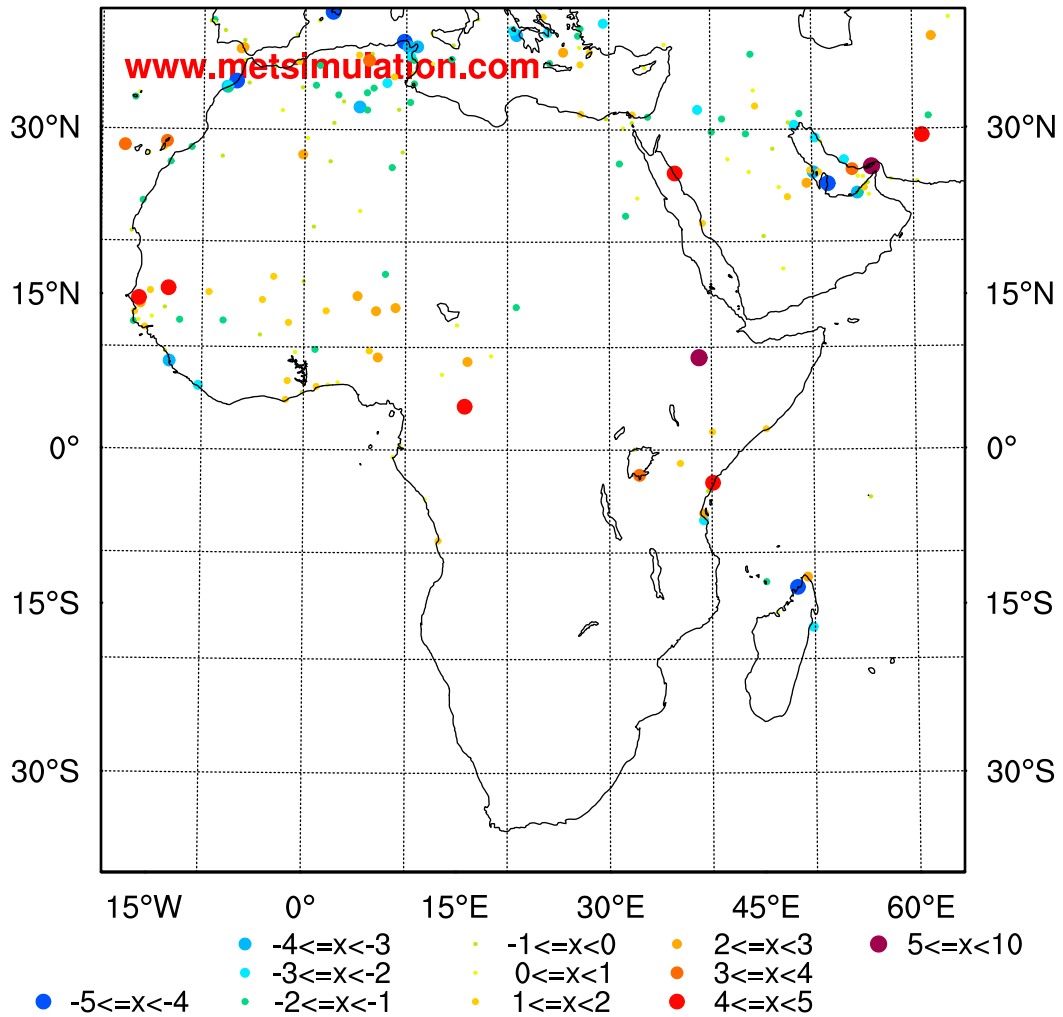 www.metsimulation.com
30°N 30°N
15°N 15°N
0° 0°
15°S 15°S
30°S 30°S
15°W 0° 15°E 30°E 45°E 60°E
-4<=x<-3 -1<=x<0 2<=x<3 5<=x<10
-3<=x<-2 0<=x<1 3<=x<4
-5<=x<-4 -2<=x<-1 1<=x<2 4<=x<5